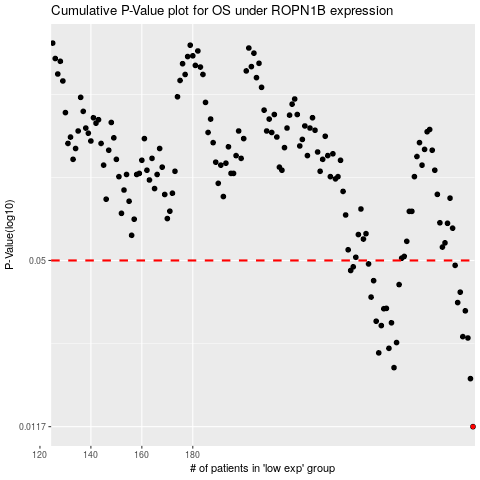 Cumulative P-Value plot for OS under ROPN1B expression
P-Value(log10)
0.05
0.0117
120 140 160 180
# of patients in 'low exp' group